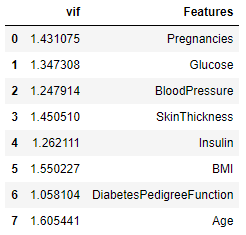 vif Features
0 1.431075 Pregnancies
1 1.347308 Glucose
2 1.247914 BloodPressure
3 1.450510 SkinThickness
4 1.262111 Insulin
5 1.550227 BMI
6 1.058104 DiabetesPedigreeFunction
7 1.605441 Age